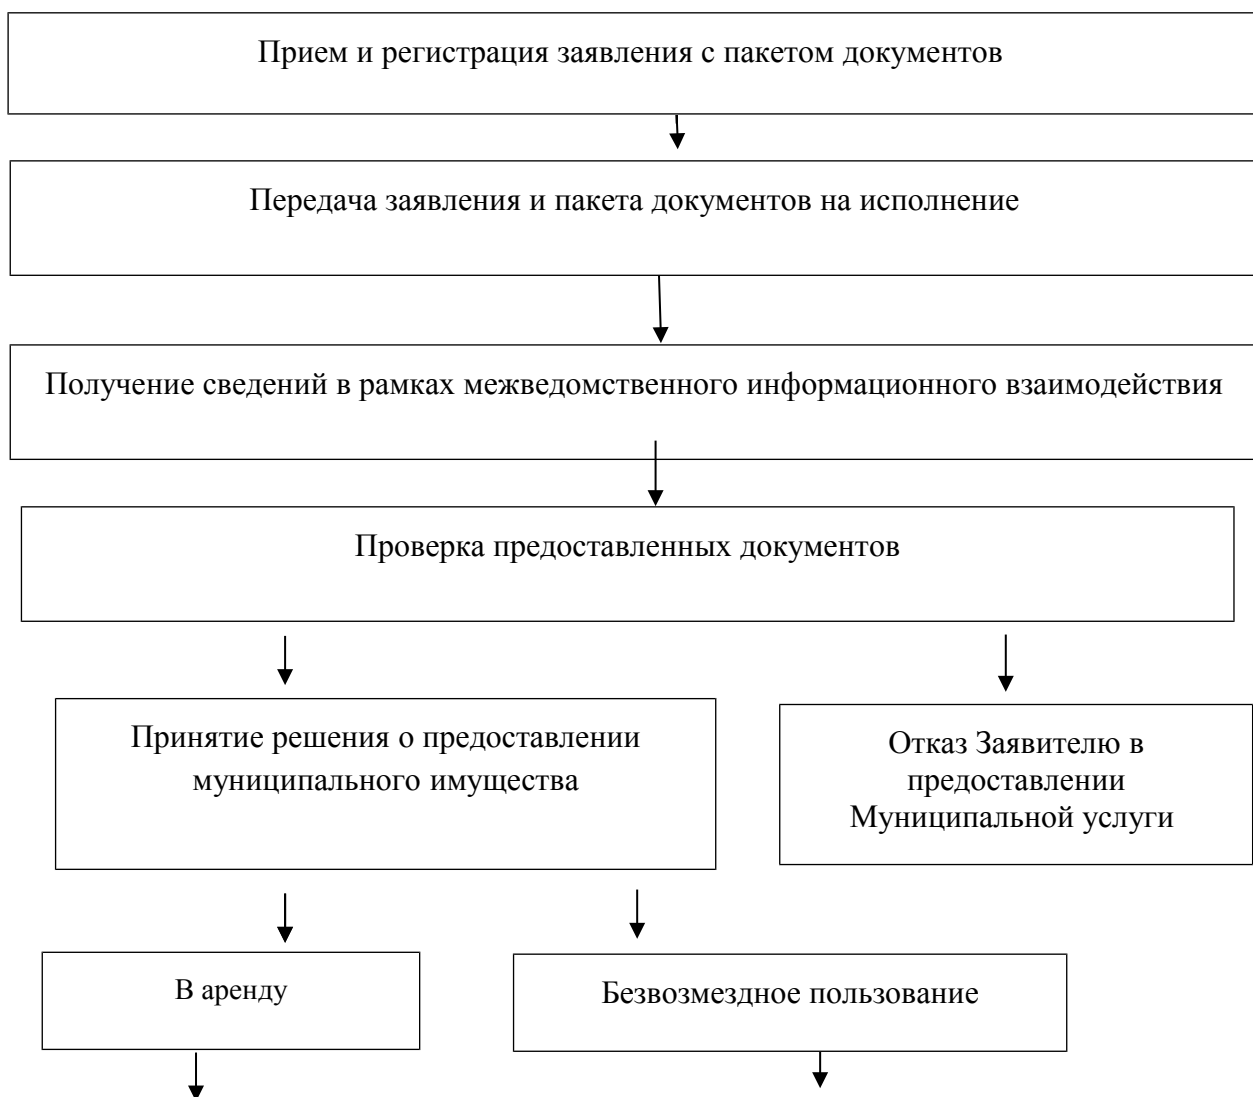 Прием и регистрация заявления с пакетом документов
Передача заявления и пакета документов на исполнение
Получение сведений в рамках межведомственного информационного взаимодействия
Проверка предоставленных документов
Принятие решения о предоставлении
муниципального имущества
Отказ Заявителю в
предоставлении
Муниципальной услуги
В аренду
Безвозмездное пользование